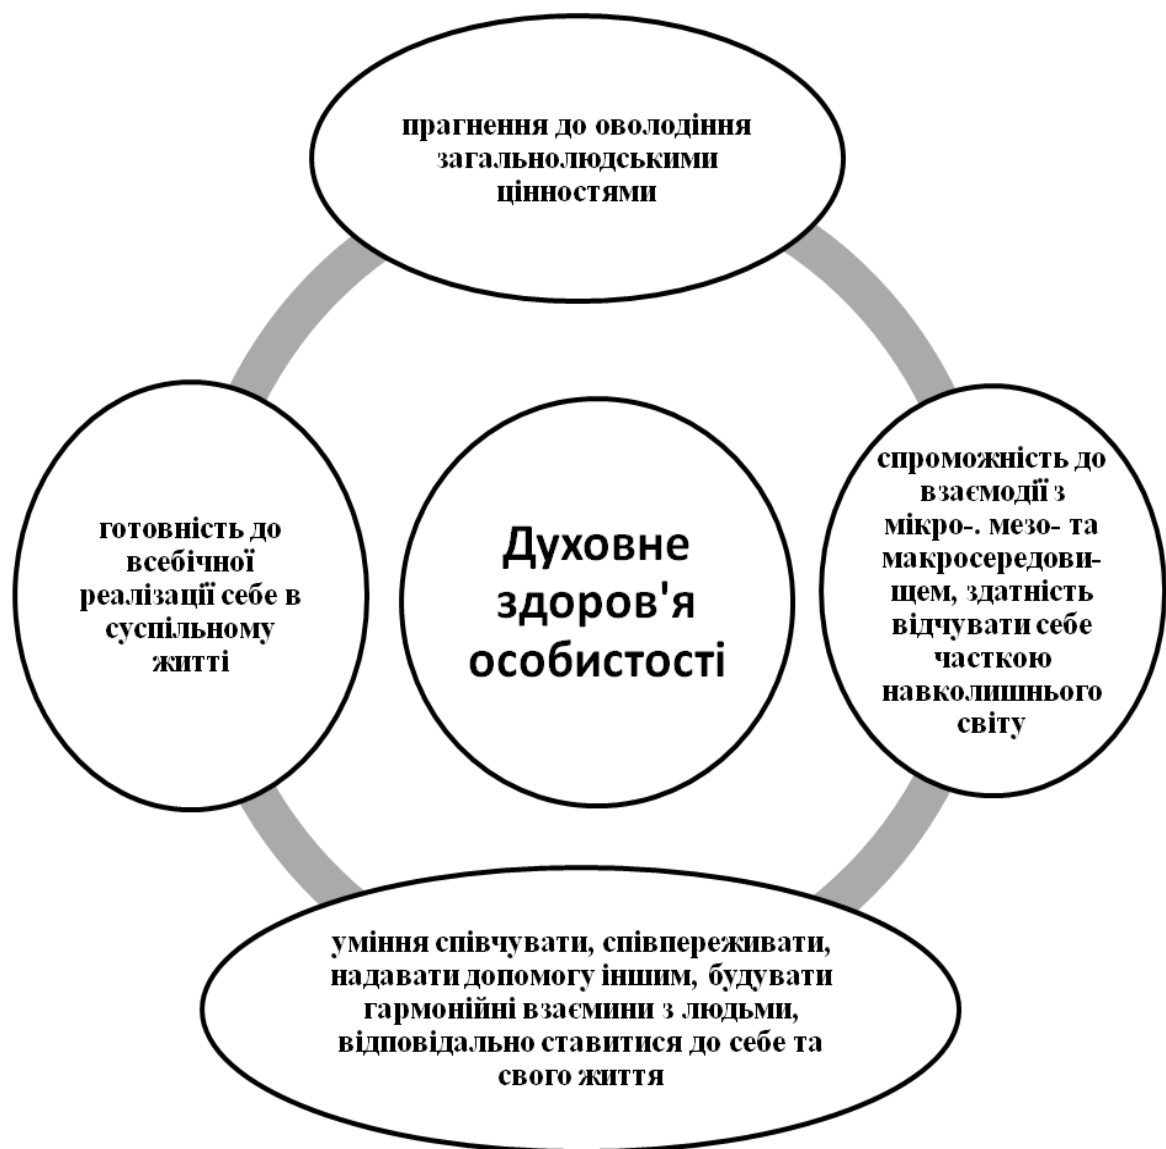 прагнення до оволодіння
загальнолюдськими
цінностями
готовність до
всебічної
реалізації себе в
суспільному
житті
Духовне
здоров'я
особистості
спроможність до
взаємодії з
мікро-. мезо- та
макросередови-
щем, здатність
відчувати себе
часткою
навколишнього
світу
уміння співчувати, співпереживати,
надавати допомогу іншим, будувати
гармонійні взаємини з людьми,
відповідально ставитися до себе та
свого життя